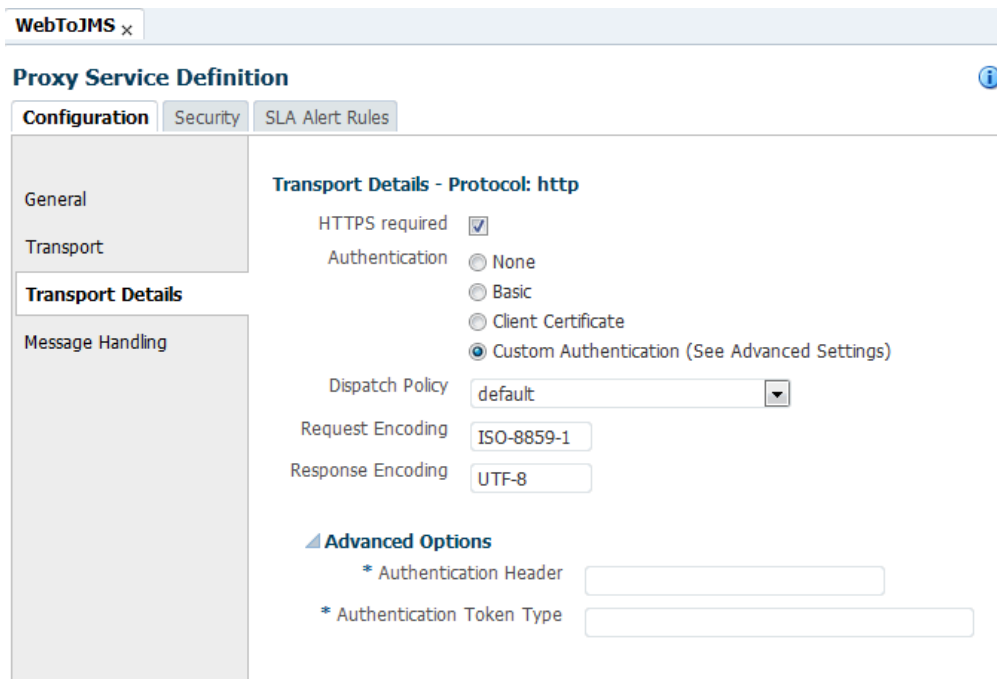 WebToJMS ×
Proxy Service Definition
Configuration Security SLA Alert Rules
General
Transport
Transport Details
Message Handling
Transport Details - Protocol: http
HTTPS required
Authentication
None
Basic
Client Certificate
Custom Authentication (See Advanced Settings)
Dispatch Policy default
Request Encoding ISO-8859-1
Response Encoding UTF-8
Advanced Options
* Authentication Header
* Authentication Token Type